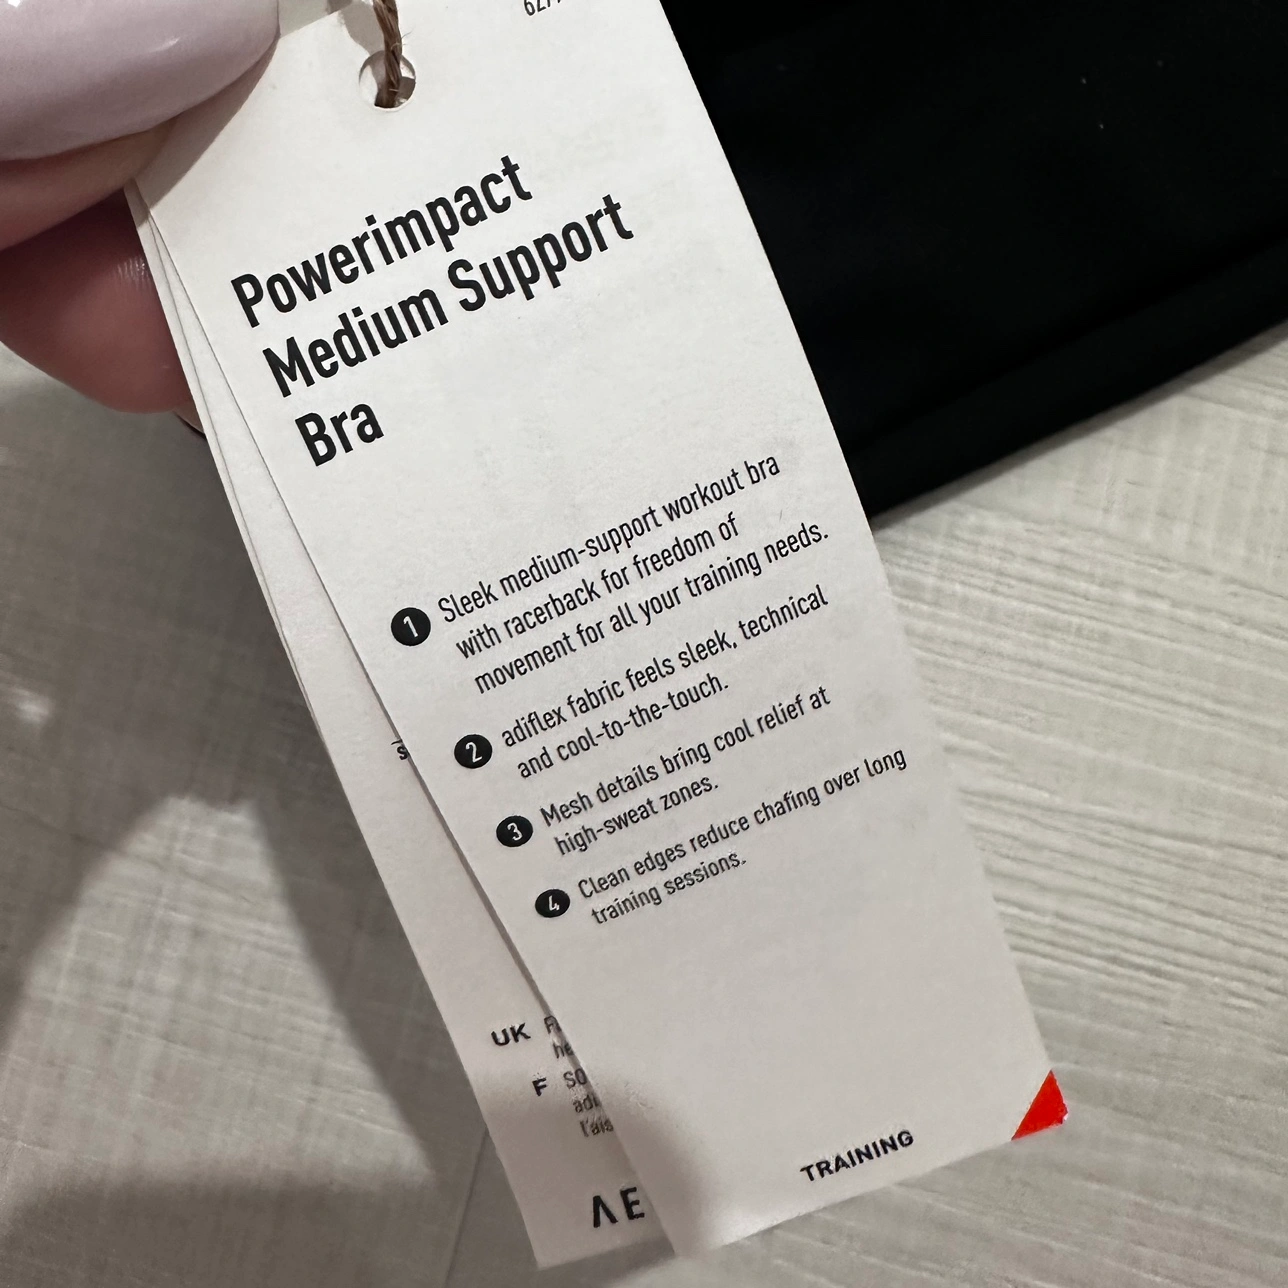 Powerimpact
Medium Support
Bra
1 Sleek medium-support workout bra
with racerback for freedom of
movement for all your training needs.
2 adiflex fabric feels sleek, technical
and cool-to-the-touch.
3 Mesh details bring cool relief at
high-sweat zones.
4 Clean edges reduce chafing over long
training sessions.
UK
F SO
TRAINING
AE